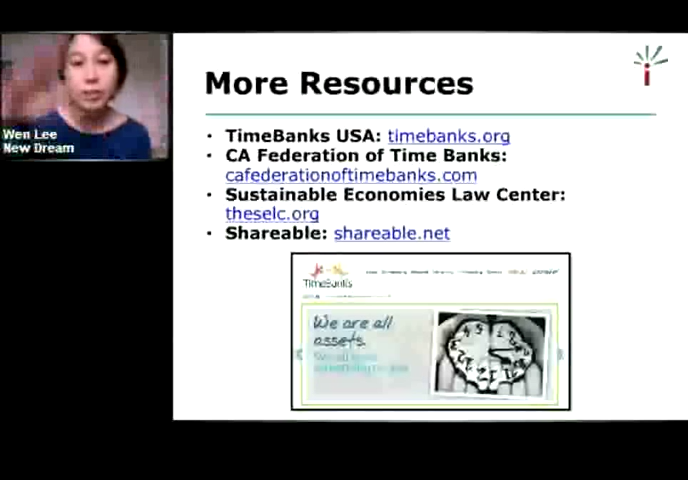 More Resources
Wen Lee
New Dream
• TimeBanks USA: timebanks.org
• CA Federation of Time Banks:
cafederationoftimebanks.com
• Sustainable Economies Law Center:
theselc.org
• Shareable: shareable.net
TimeBanks
We are all
assets.